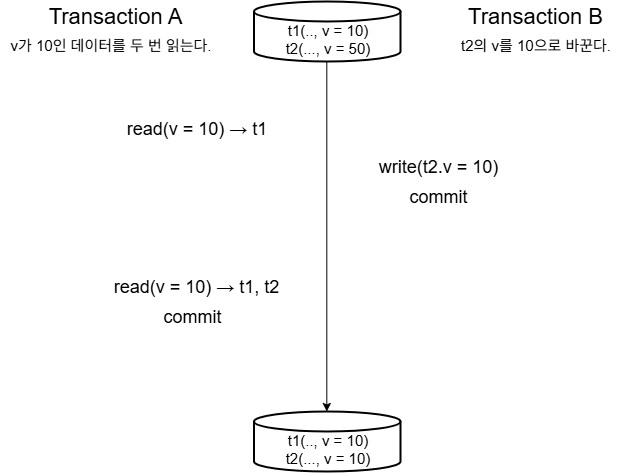 Transaction A
v가 10인 데이터를 두 번 읽는다.
t1(.., v = 10)
t2(..., v = 50)
Transaction B
t2의 v를 10으로 바꾼다.
read(v = 10) → t1
write(t2.v = 10)
commit
read(v = 10) → t1, t2
commit
t1(.., v = 10)
t2(..., v = 10)